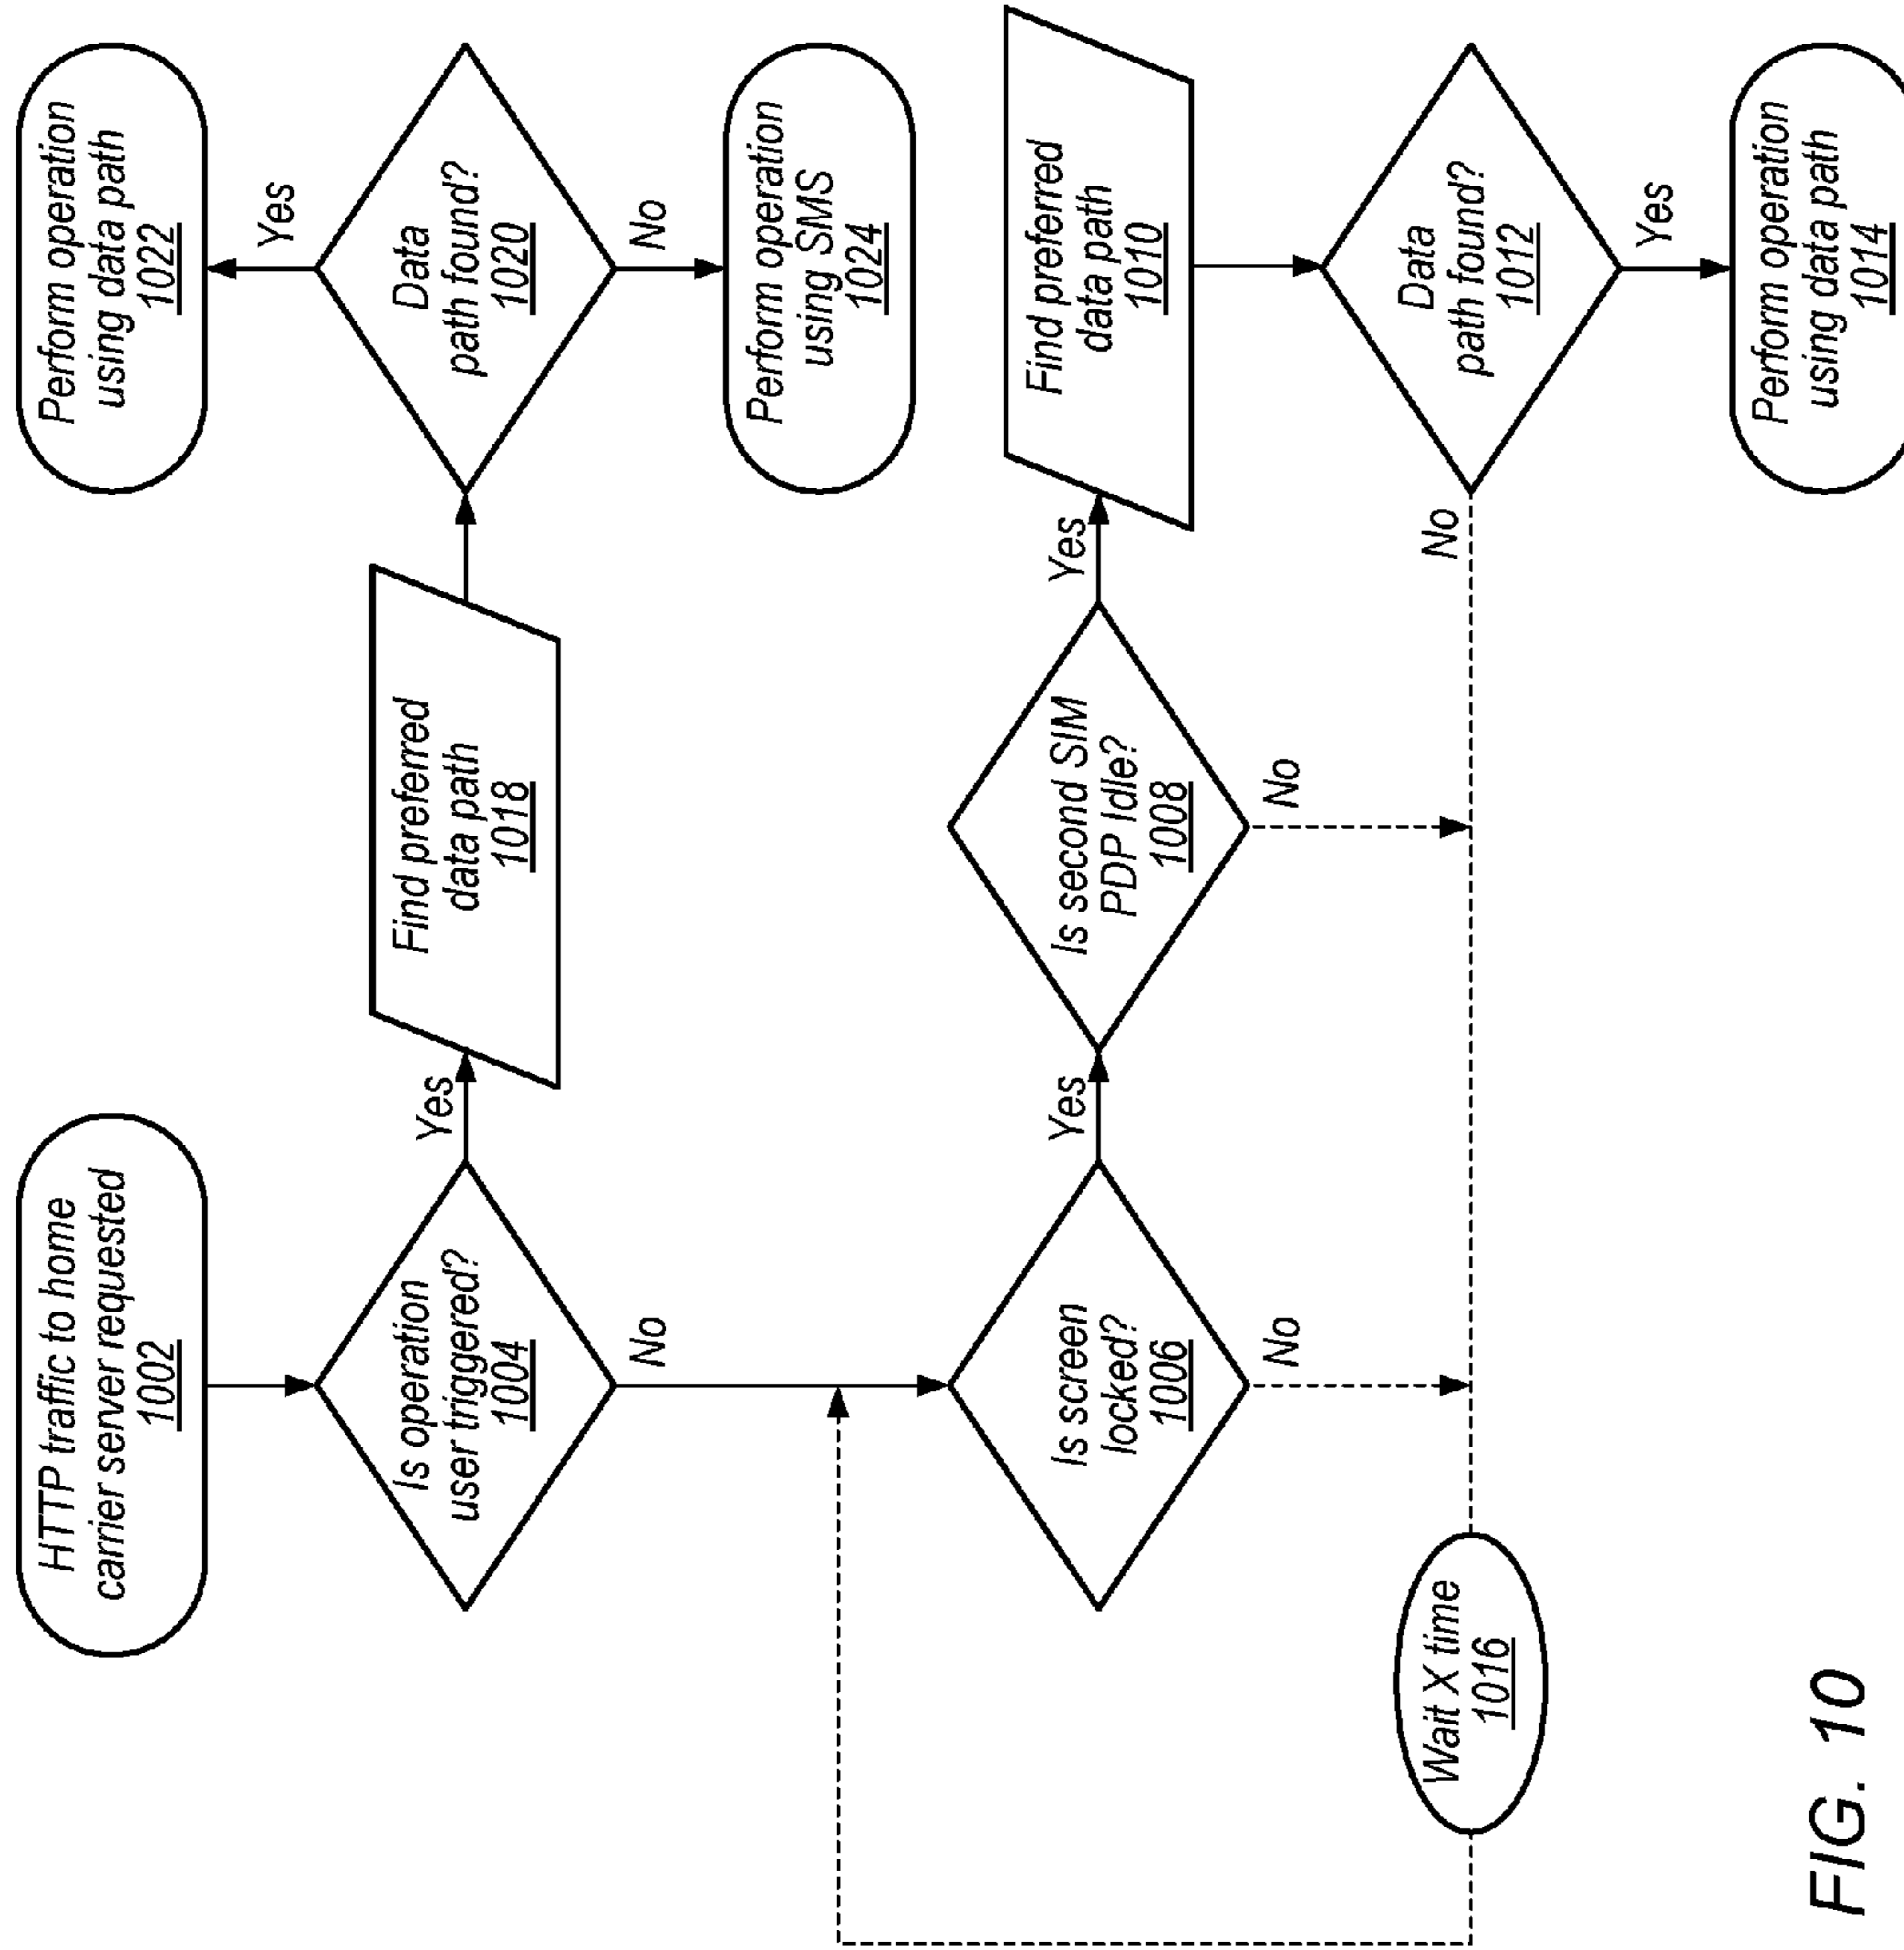 HTTP traffic to home
carrier server requested
1002
Perform operation
using data path
1022
Yes
Is operation
user triggered?
1004
Yes
Find preferred
data path
1018
Data
path found?
1020
No
No
Perform operation
using SMS
1024
Is screen
locked?
1006
Yes
Is second SIM
PDP Idle?
1008
Yes
Find preferred
data path
1010
No
No
Wait X time
1016
No
Data
path found?
1012
Yes
Perform operation
using data path
1014
FIG. 10